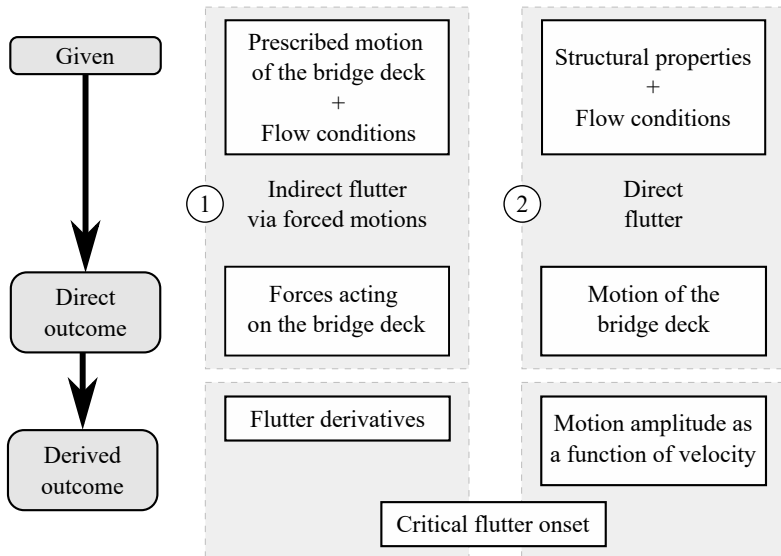 Given
Prescribed motion
of the bridge deck
+
Flow conditions
Structural properties
+
Flow conditions
1
Indirect flutter
via forced motions
2
Direct
flutter
Direct
outcome
Forces acting
on the bridge deck
Motion of the
bridge deck
Derived
outcome
Flutter derivatives
Motion amplitude as
a function of velocity
Critical flutter onset